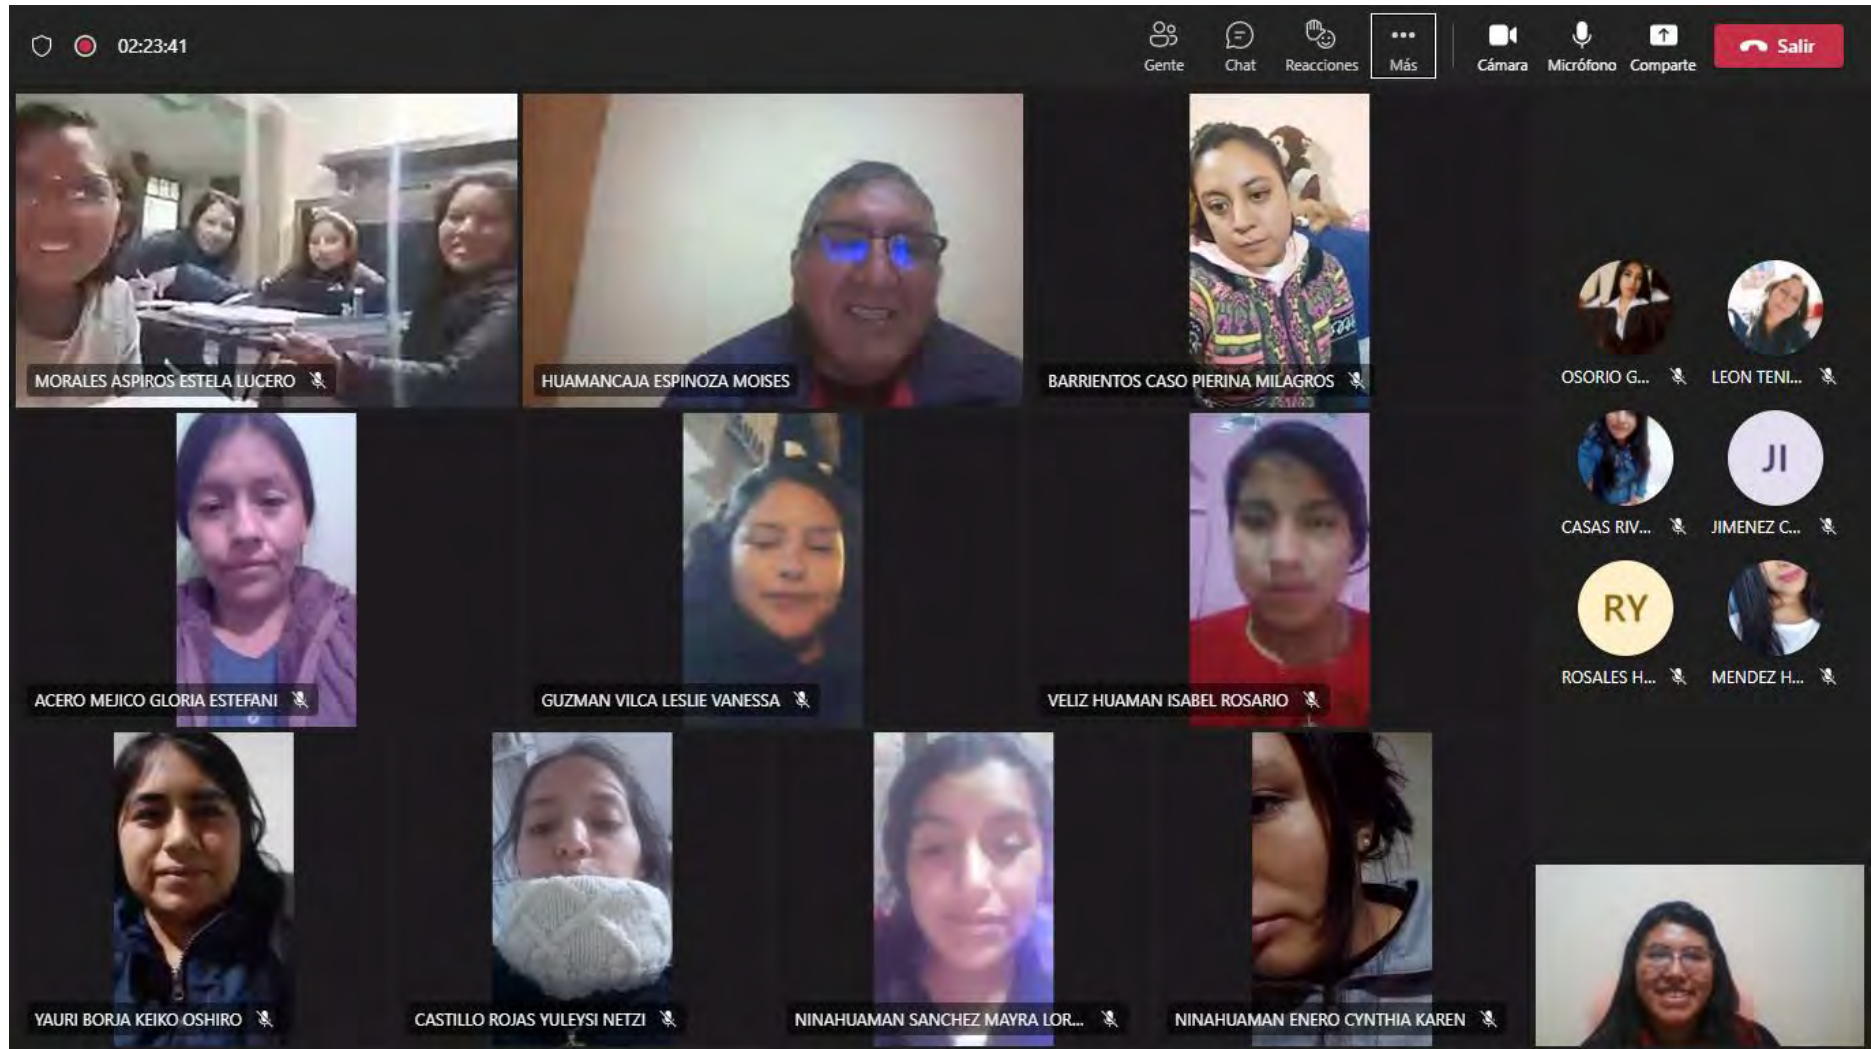 02:23:41
Gente Chat Reacciones Más Cámara Micrófono Comparte Salir
MORALES ASPIROS ESTELA LUCERO
HUAMANCAJA ESPINOZA MOISES
BARRIENTOS CASO PIERINA MILAGROS
OSORIO G...
LEON TENI...
CASAS RIV...
JI
JIMENEZ C...
RY
ROSALES H...
MENDEZ H...
ACERO MEJICO GLORIA ESTEFANI
GUZMAN VILCA LESLIE VANESSA
VELIZ HUAMAN ISABEL ROSARIO
YAURI BORJA KEIKO OSHIRO
CASTILLO ROJAS YULEYSI NETZI
NINAHUAMAN SANCHEZ MAYRA LOR...
NINAHUAMAN ENERO CYNTHIA KAREN